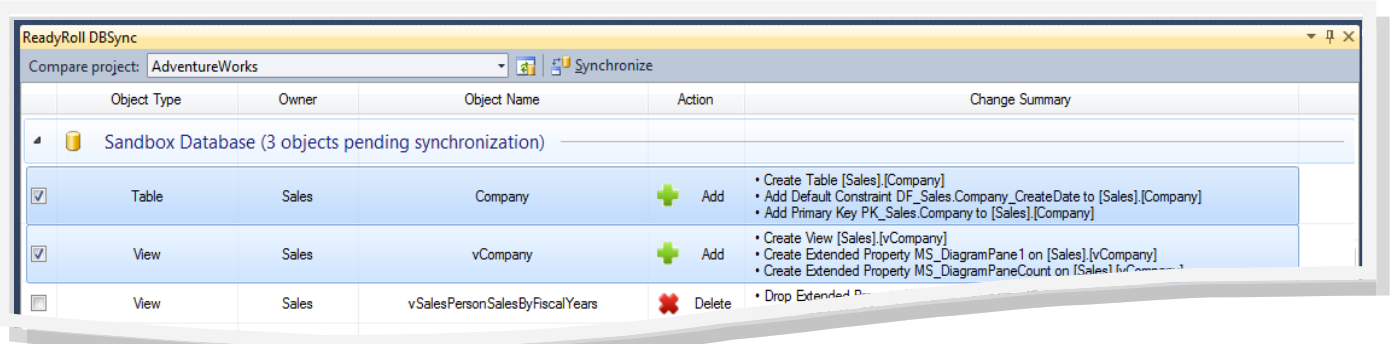 ReadyRoll DBSync
Compare project: AdventureWorks Synchronize
Object Type Owner Object Name Action Change Summary
Sandbox Database (3 objects pending synchronization)
• Create Table [Sales].[Company]
Table Sales Company Add • Add Default Constraint DF_Sales.Company_CreateDate to [Sales].[Company]
• Add Primary Key PK_Sales.Company to [Sales].[Company]
• Create View [Sales].[vCompany]
View Sales vCompany Add • Create Extended Property MS_DiagramPane1 on [Sales].[vCompany]
• Create Extended Property MS_DiagramPaneCount on [Sales].[vCompany]
View Sales vSalesPersonSalesByFiscalYears Delete • Drop Extended